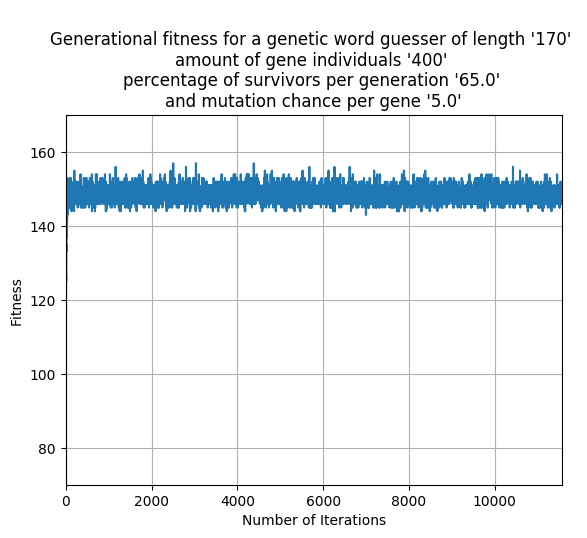 Generational fitness for a genetic word guesser of length '170'
amount of gene individuals '400'
percentage of survivors per generation '65.0'
and mutation chance per gene '5.0'
160
140
120
100
80
Fitness
0 2000 4000 6000 8000 10000
Number of Iterations